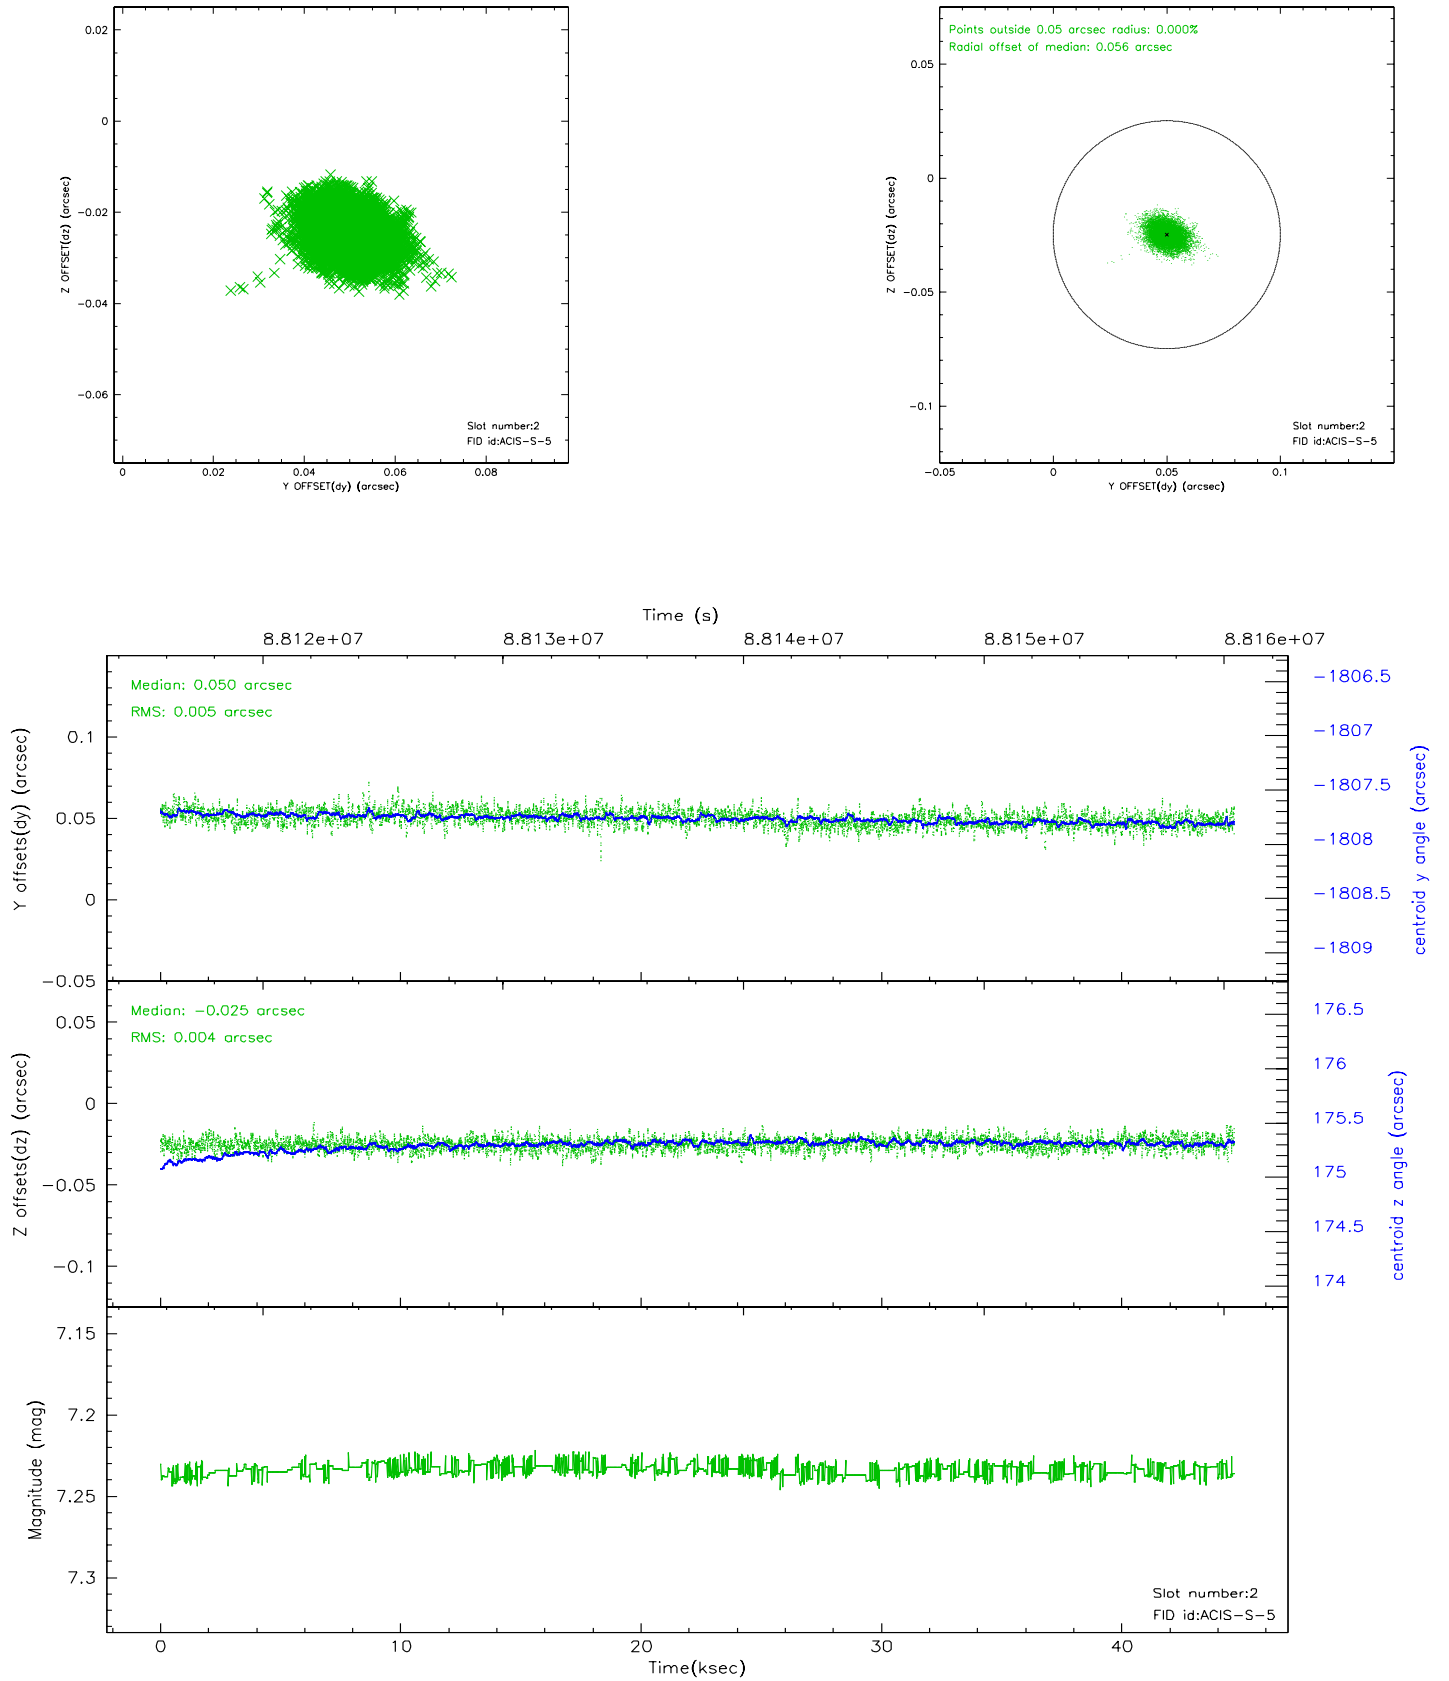 0.02
0
−0.02
−0.04
−0.06
Z OFFSET(dz) (arcsec)
Slot number:2
FID id:ACIS−S−5
0 0.02 0.04 0.06 0.08
Y OFFSET(dy) (arcsec)
Points outside 0.05 arcsec radius: 0.000%
Radial offset of median: 0.056 arcsec
0.05
0
−0.05
−0.1
Z OFFSET(dz) (arcsec)
Slot number:2
FID id:ACIS−S−5
−0.05 0 0.05 0.1
Y OFFSET(dy) (arcsec)
Time (s)
8.812e+07 8.813e+07 8.814e+07 8.815e+07 8.816e+07
Median: 0.050 arcsec
RMS: 0.005 arcsec
0.1
0.05
0
−0.05
Y offsets(dy) (arcsec)
−1806.5
−1807
−1807.5
−1808
−1808.5
−1809
centroid y angle (arcsec)
Median: −0.025 arcsec
RMS: 0.004 arcsec
0.05
0
−0.05
−0.1
Z offsets(dz) (arcsec)
176.5
176
175.5
175
174.5
174
centroid z angle (arcsec)
7.15
7.2
7.25
7.3
Magnitude (mag)
Slot number:2
FID id:ACIS−S−5
0 10 20 30 40
Time(ksec)